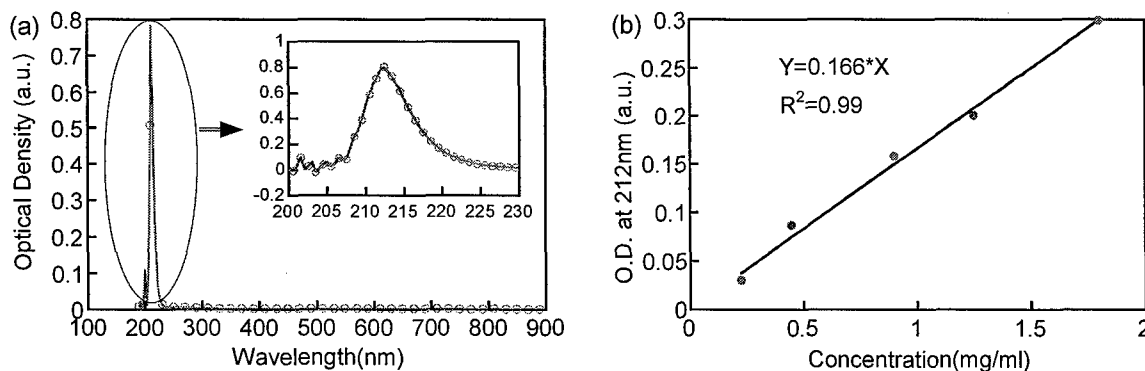 (a)
Optical Density (a.u.)
0.8
0.7
0.6
0.5
0.4
0.3
0.2
0.1
0
100 200 300 400 500 600 700 800 900
Wavelength(nm)
1
0.8
0.6
0.4
0.2
0
-0.2
200 205 210 215 220 225 230
(b)
O.D. at 212nm (a.u.)
0.3
0.25
0.2
0.15
0.1
0.05
0
Y=0.166*X
R²=0.99
0 0.5 1 1.5 2
Concentration(mg/ml)